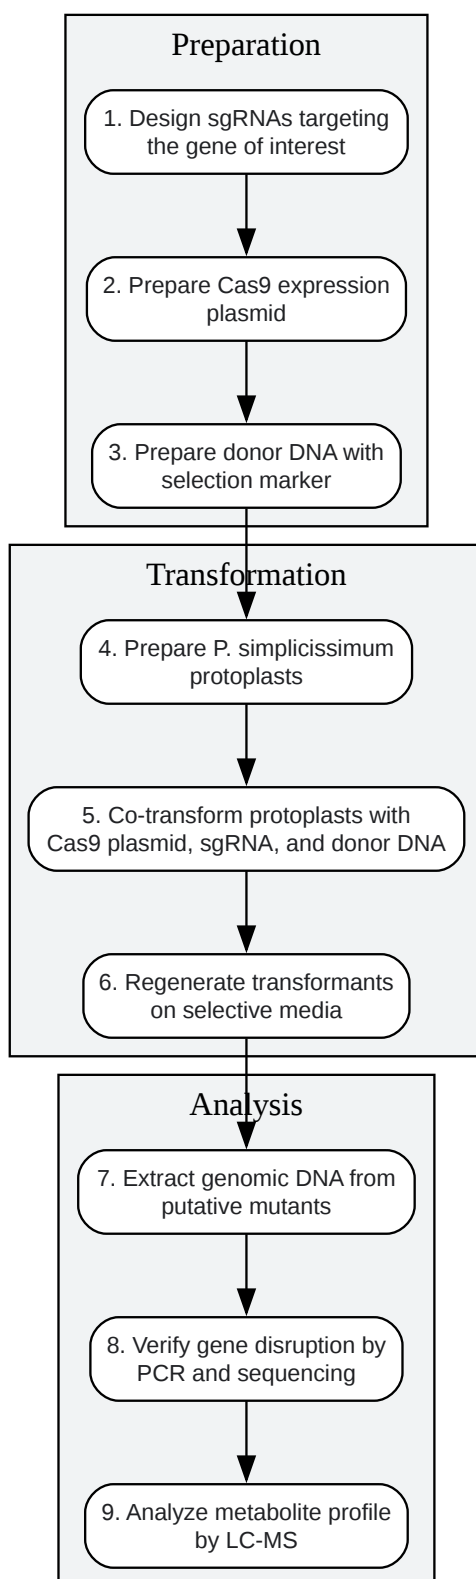 Preparation
1. Design sgRNAs targeting
the gene of interest
2. Prepare Cas9 expression
plasmid
3. Prepare donor DNA with
selection marker
Transformation
4. Prepare P. simplicissimum
protoplasts
5. Co-transform protoplasts with
Cas9 plasmid, sgRNA, and donor DNA
6. Regenerate transformants
on selective media
Analysis
7. Extract genomic DNA from
putative mutants
8. Verify gene disruption by
PCR and sequencing
9. Analyze metabolite profile
by LC-MS